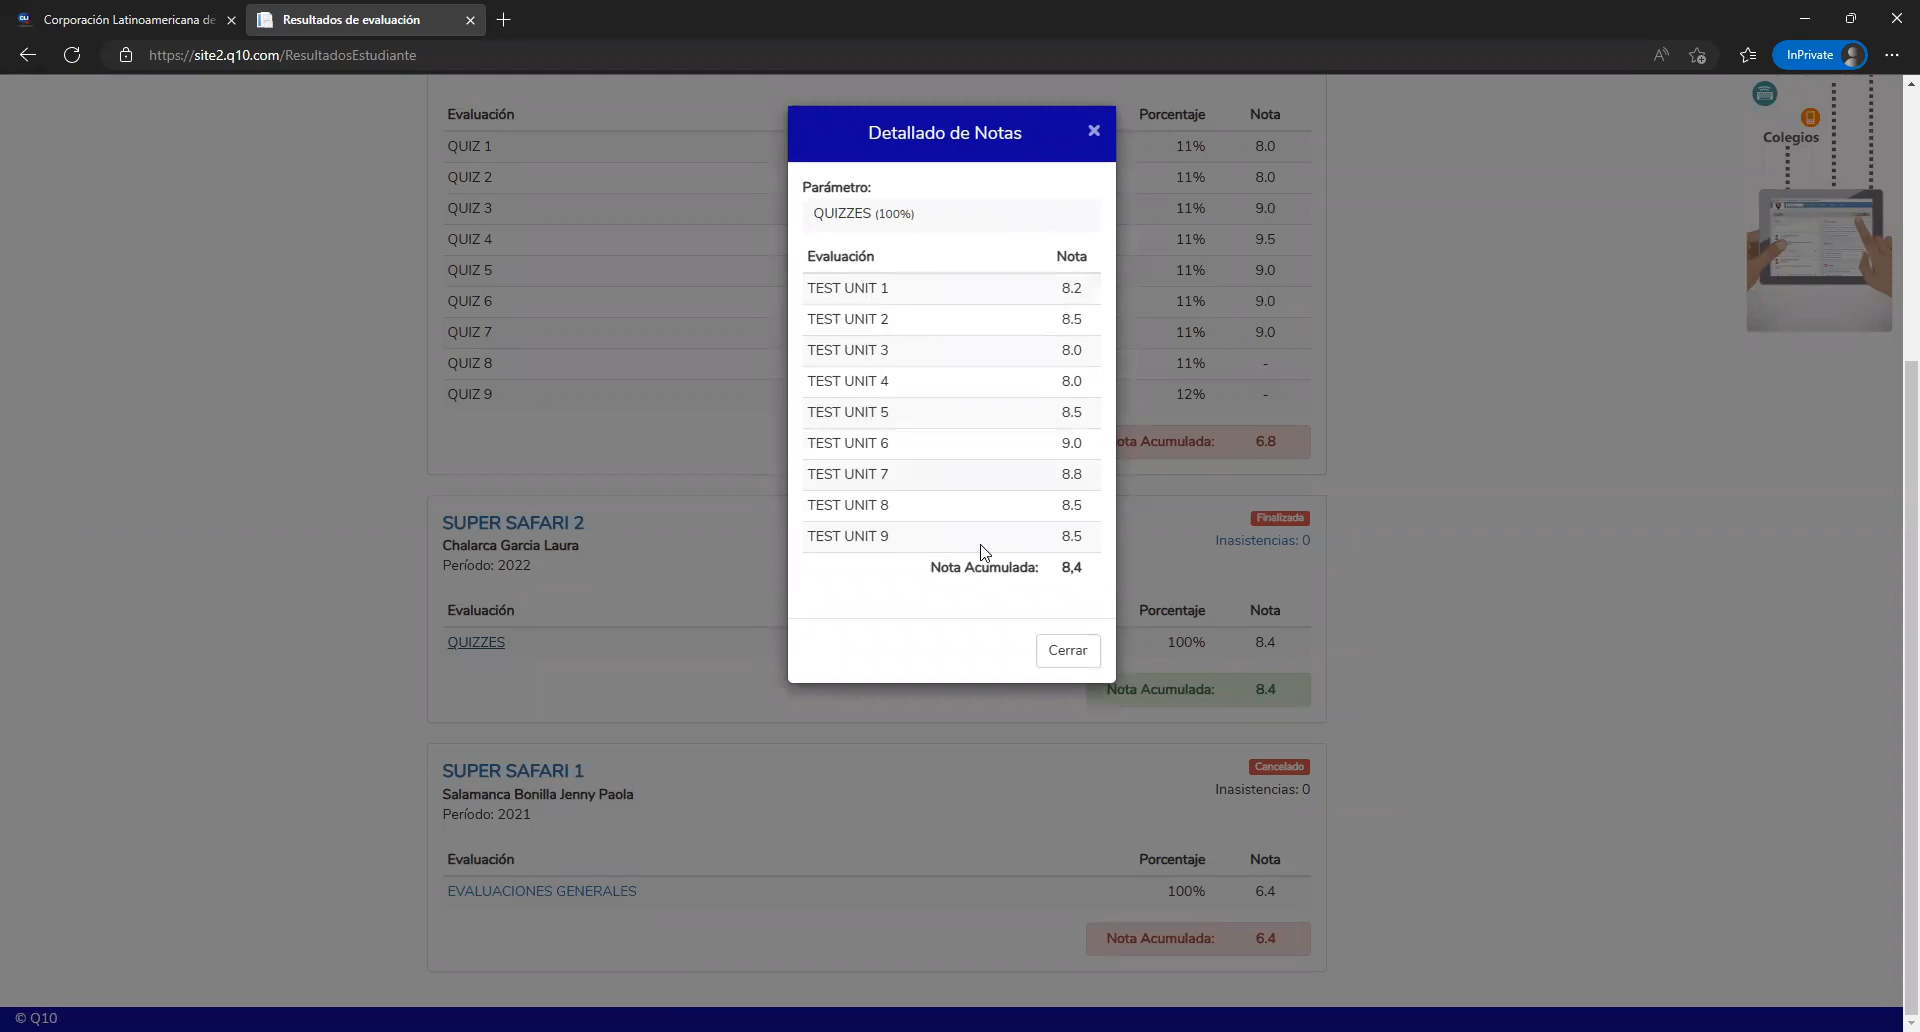 Corporación Latinoamericana de
Resultados de evaluación
https://site2.q10.com/ResultadosEstudiante
InPrivate
Evaluación Porcentaje Nota
QUIZ 1 11% 8.0
QUIZ 2 11% 8.0
QUIZ 3 11% 9.0
QUIZ 4 11% 9.5
QUIZ 5 11% 9.0
QUIZ 6 11% 9.0
QUIZ 7 11% 9.0
QUIZ 8 11% -
QUIZ 9 12% -
ota Acumulada: 6.8
Colegios
Detallado de Notas
Parámetro:
QUIZZES (100%)
Evaluación Nota
TEST UNIT 1 8.2
TEST UNIT 2 8.5
TEST UNIT 3 8.0
TEST UNIT 4 8.0
TEST UNIT 5 8.5
TEST UNIT 6 9.0
TEST UNIT 7 8.8
TEST UNIT 8 8.5
TEST UNIT 9 8.5
Nota Acumulada: 8,4
Cerrar
SUPER SAFARI 2 Finalizada
Chalarca Garcia Laura Inasistencias: 0
Período: 2022
Evaluación Porcentaje Nota
QUIZZES 100% 8.4
Nota Acumulada: 8.4
SUPER SAFARI 1 Cancelado
Salamanca Bonilla Jenny Paola Inasistencias: 0
Período: 2021
Evaluación Porcentaje Nota
EVALUACIONES GENERALES 100% 6.4
Nota Acumulada: 6.4
© Q10